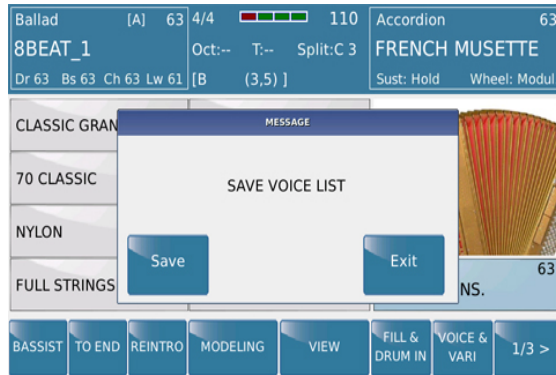 Ballad [A] 63 4/4 110 Accordion 63
8BEAT_1 Oct:-- T:-- Split:C 3 FRENCH MUSETTE
Dr 63 Bs 63 Ch 63 Lw 61 [B (3,5) ] Sust: Hold Wheel: Modul
CLASSIC GRAN
MESSAGE
70 CLASSIC
SAVE VOICE LIST
NYLON
Save Exit
63
FULL STRINGS
NS.
BASSIST TO END REINTRO MODELING VIEW FILL & DRUM IN VOICE & VARI 1/3 >